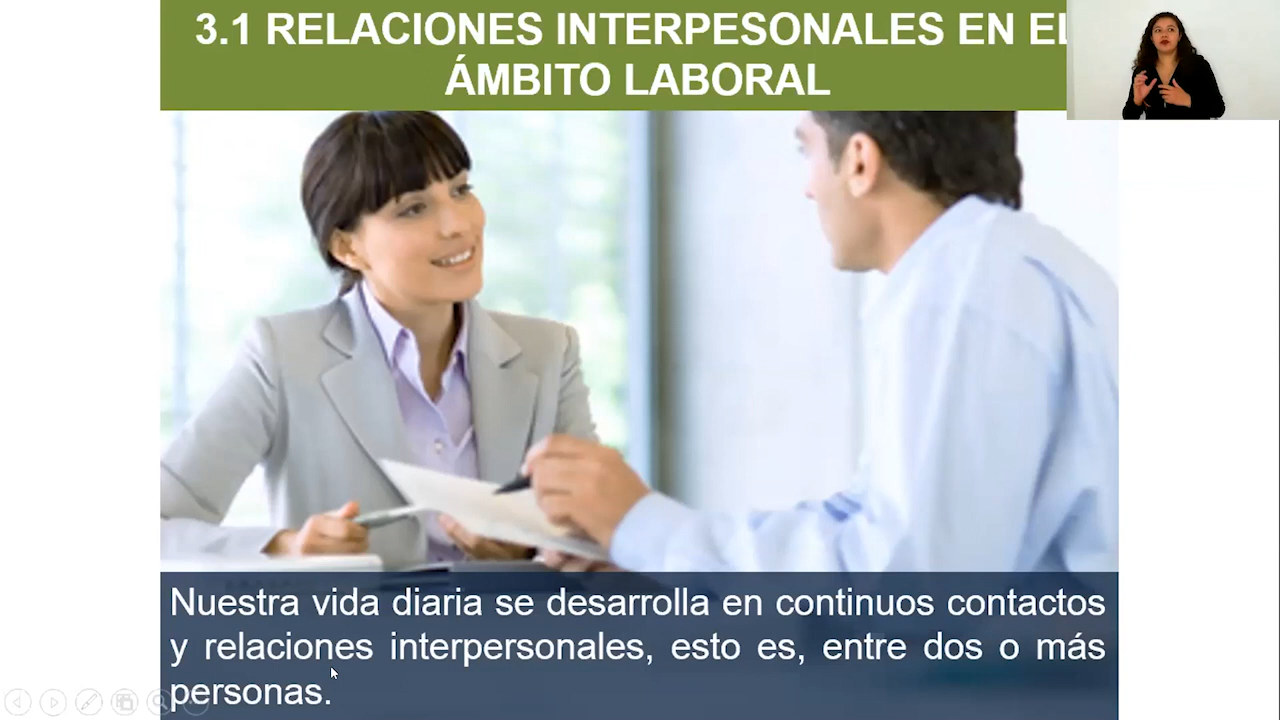 3.1 RELACIONES INTERPESONALES EN EL
ÁMBITO LABORAL
Nuestra vida diaria se desarrolla en continuos contactos
y relaciones interpersonales, esto es, entre dos o más
personas.